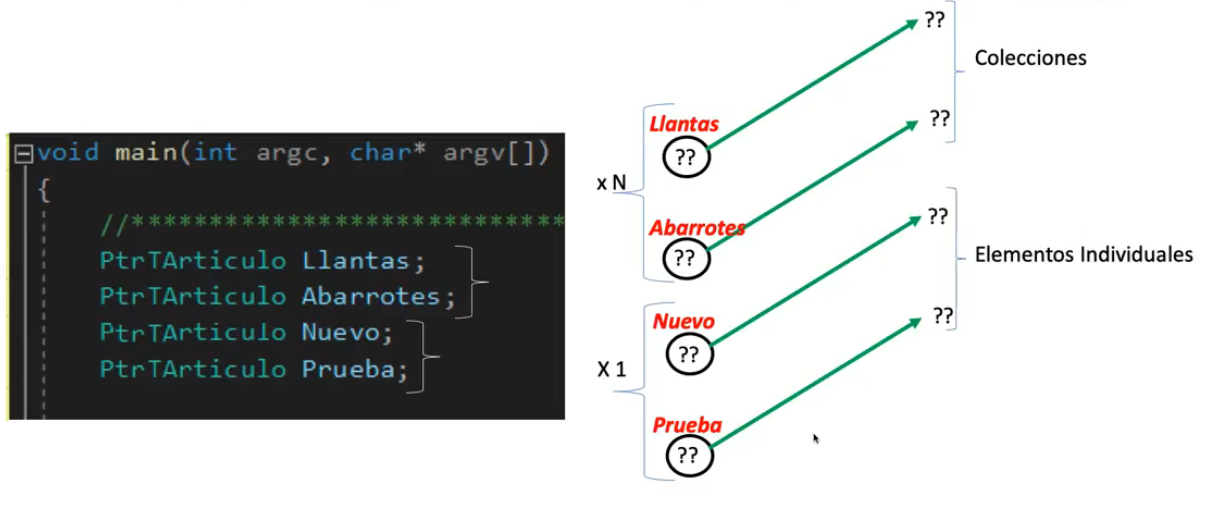 void main(int argc, char* argv[])
{
//****************************
PtrTArticulo Llantas;
PtrTArticulo Abarrotes;
PtrTArticulo Nuevo;
PtrTArticulo Prueba;
x N
X 1
Llantas
??
Abarrotes
??
Nuevo
??
Prueba
??
??
??
Colecciones
??
??
Elementos Individuales